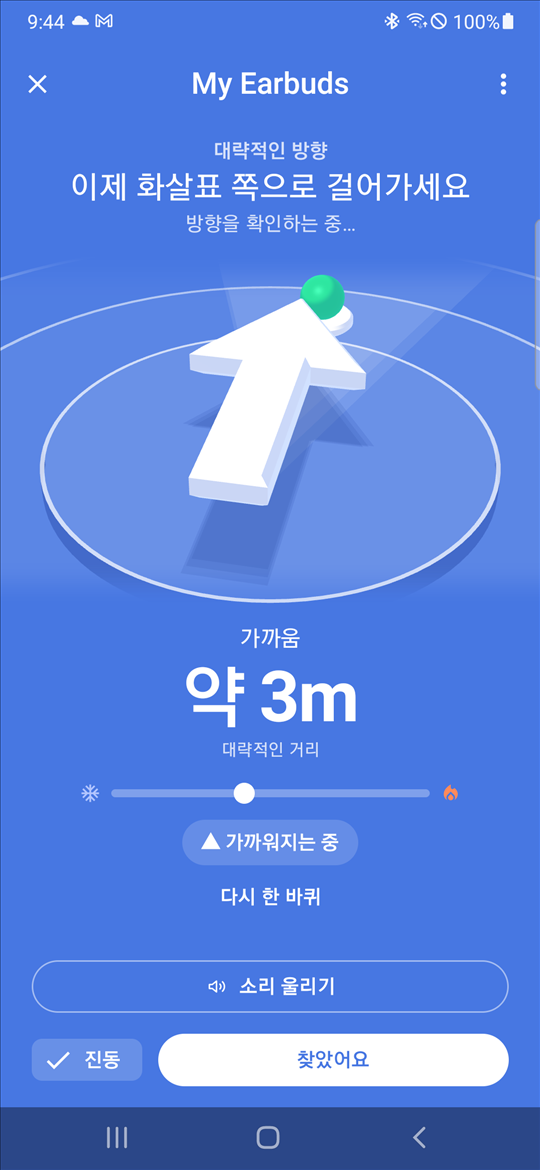 9:44
100%
My Earbuds
대략적인 방향
이제 화살표 쪽으로 걸어가세요
방향을 확인하는 중...
가까움
약 3m
대략적인 거리
가까워지는 중
다시 한 바퀴
소리 울리기
진동
찾았어요